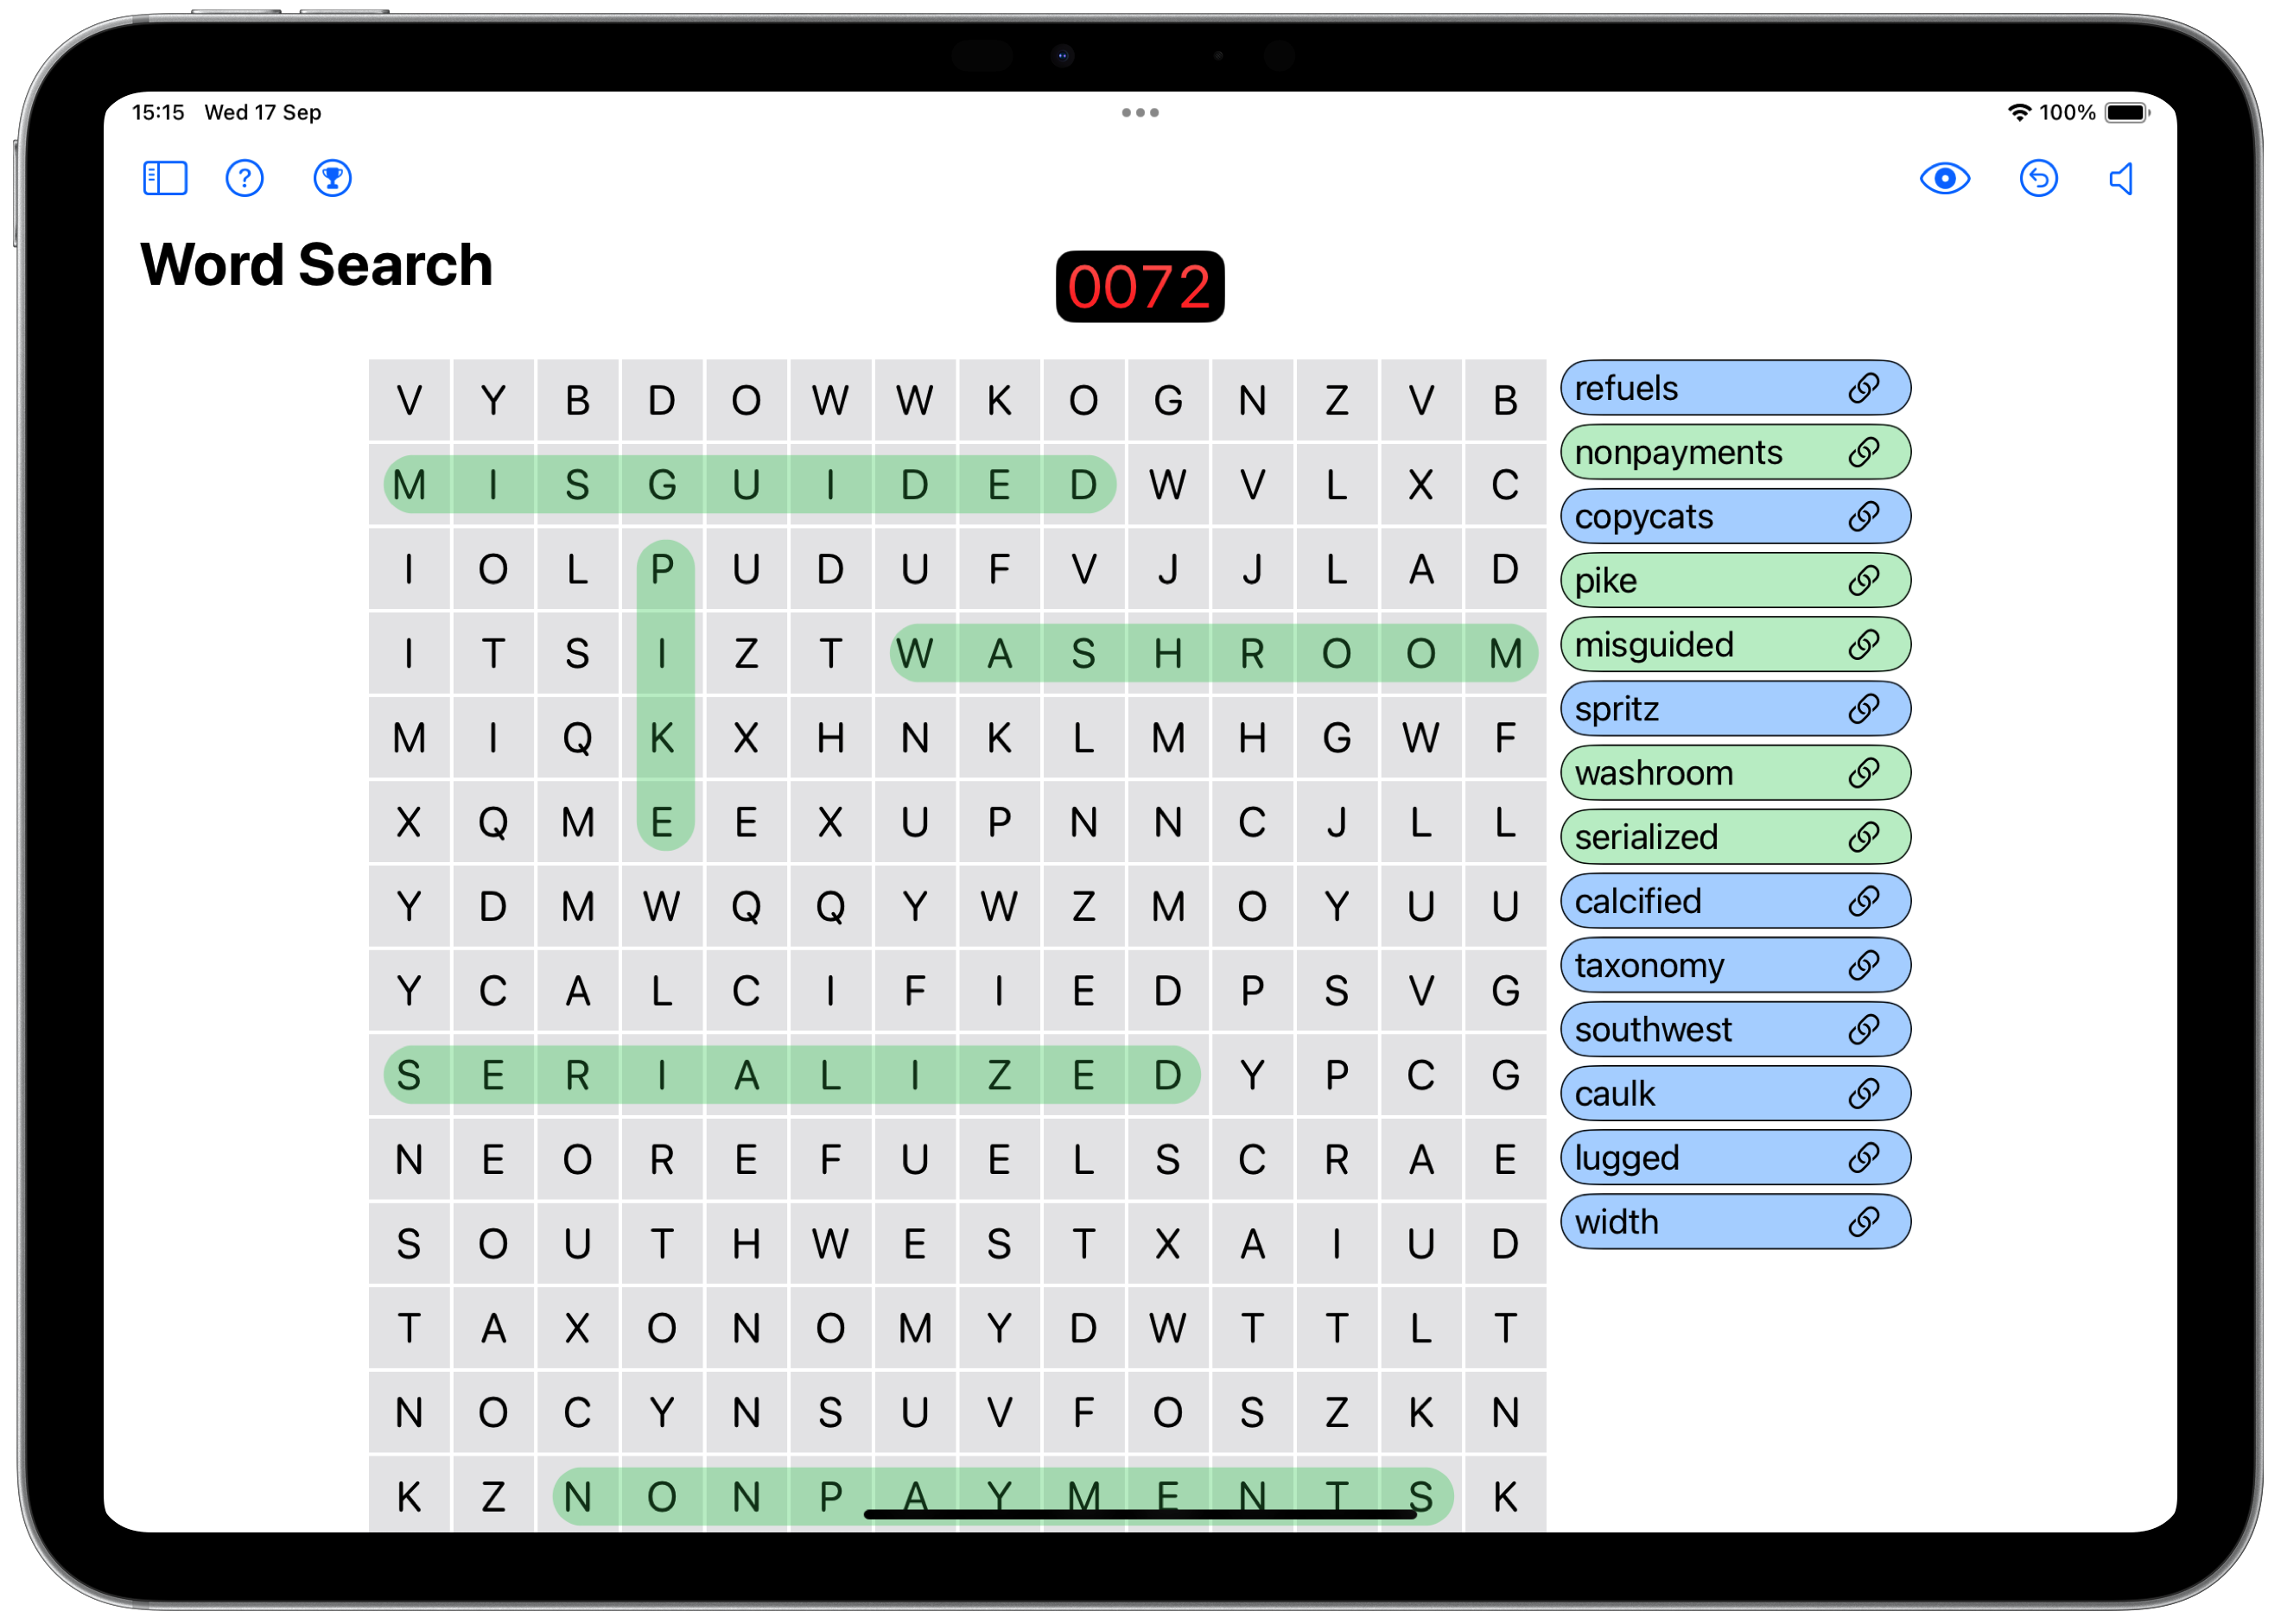 15:15 Wed 17 Sep 100%
Word Search
0072
V Y B D O W W K O G N Z V B
M I S G U I D E D W V L X C
I O L P U D U F V J J L A D
I T S I Z T W A S H R O O M
M I Q K X H N K L M H G W F
X Q M E E X U P N N C J L L
Y D M W Q Q Y W Z M O Y U U
Y C A L C I F I E D P S V G
S E R I A L I Z E D Y P C G
N E O R E F U E L S C R A E
S O U T H W E S T X A I U D
T A X O N O M Y D W T T L T
N O C Y N S U V F O S Z K N
K Z N O N P A Y M E N T S K
refuels
nonpayments
copycats
pike
misguided
spritz
washroom
serialized
calcified
taxonomy
southwest
caulk
lugged
width